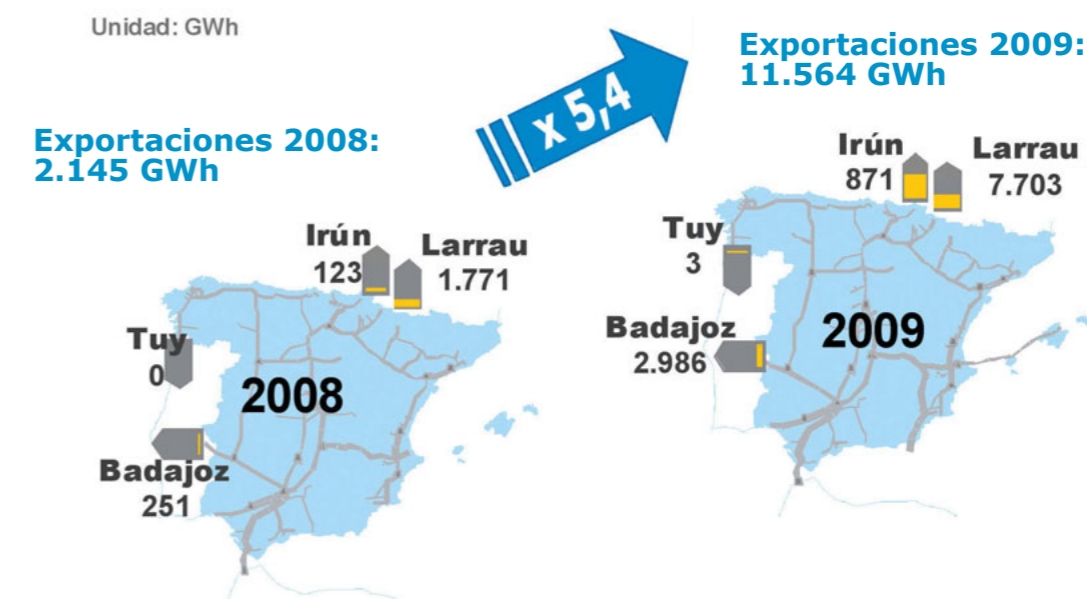 Unidad: GWh
Exportaciones 2008:
2.145 GWh
x 5,4
Exportaciones 2009:
11.564 GWh
Irún
123
Larrau
1.771
Tuy
0
2008
Badajoz
251
Irún
871
Larrau
7.703
Tuy
3
Badajoz
2.986
2009